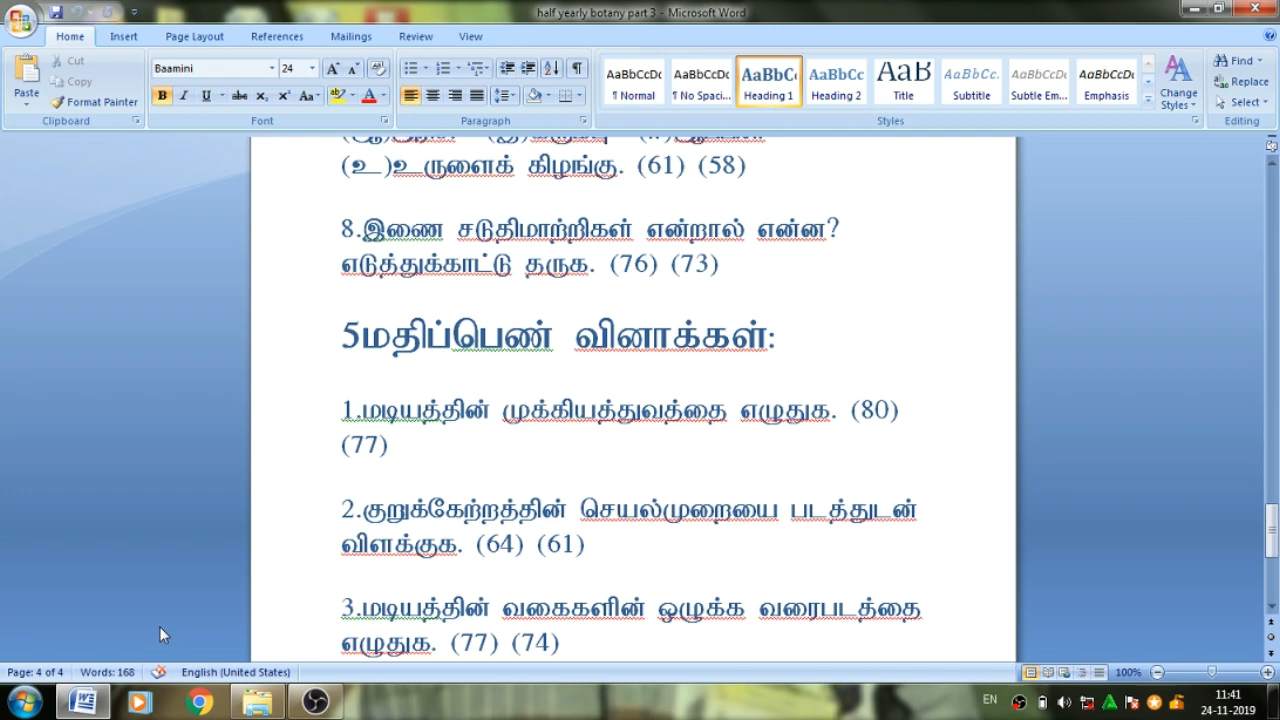 half yearly botany part 3 - Microsoft Word
Home Insert Page Layout References Mailings Review View
Cut
Copy
Format Painter
Paste
Clipboard
Baamini 24
Font
Paragraph
AaBbCcDc AaBbCcDc AaBbC AaBbCc AaB AaBbCc. AaBbCcDc AaBbCcDc
¶ Normal ¶ No Spaci... Heading 1 Heading 2 Title Subtitle Subtle Em... Emphasis
Change Styles
Styles
Find
Replace
Select
Editing
(உ)உருளைக் கிழங்கு. (61) (58)
8.இணை சடுதிமாற்றிகள் என்றால் என்ன?
எடுத்துக்காட்டு தருக. (76) (73)
5மதிப்பெண் வினாக்கள்:
1.மடியத்தின் முக்கியத்துவத்தை எழுதுக. (80)
(77)
2.குறுக்கேற்றத்தின் செயல்முறையை படத்துடன்
விளக்குக. (64) (61)
3.மடியத்தின் வகைகளின் ஒழுக்க வரைபடத்தை
எழுதுக. (77) (74)
Page: 4 of 4 Words: 168 English (United States) 100%
EN 11:41
24-11-2019